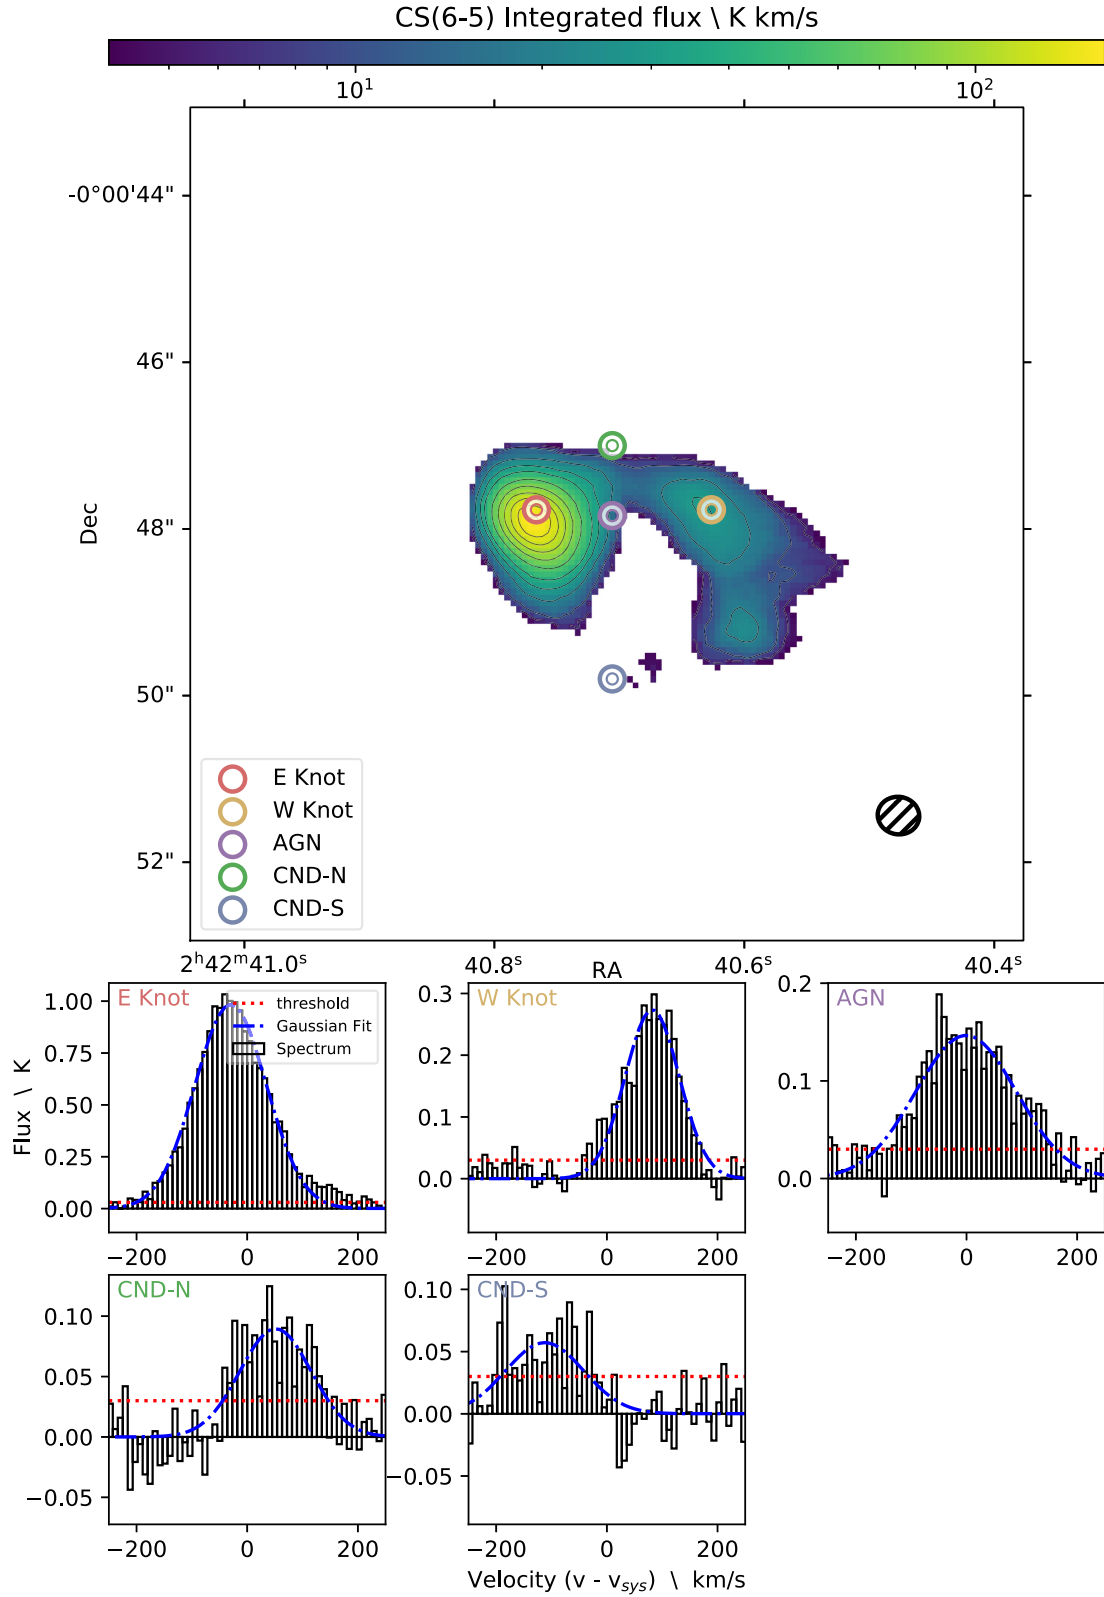 CS(6-5) Integrated flux \ K km/s
10¹ 10²
-0°00'44"
46"
48"
50"
52"
Dec
E Knot
W Knot
AGN
CND-N
CND-S
2ʰ42ᵐ41.0ˢ 40.8ˢ 40.6ˢ 40.4ˢ
RA
E Knot
threshold
Gaussian Fit
Spectrum
1.00
0.75
0.50
0.25
0.00
Flux \ K
−200 0 200
W Knot
0.3
0.2
0.1
0.0
−200 0 200
AGN
0.2
0.1
0.0
−200 0 200
CND-N
0.10
0.05
0.00
−0.05
−200 0 200
CND-S
0.10
0.05
0.00
−0.05
−200 0 200
Velocity (v - v_sys) \ km/s